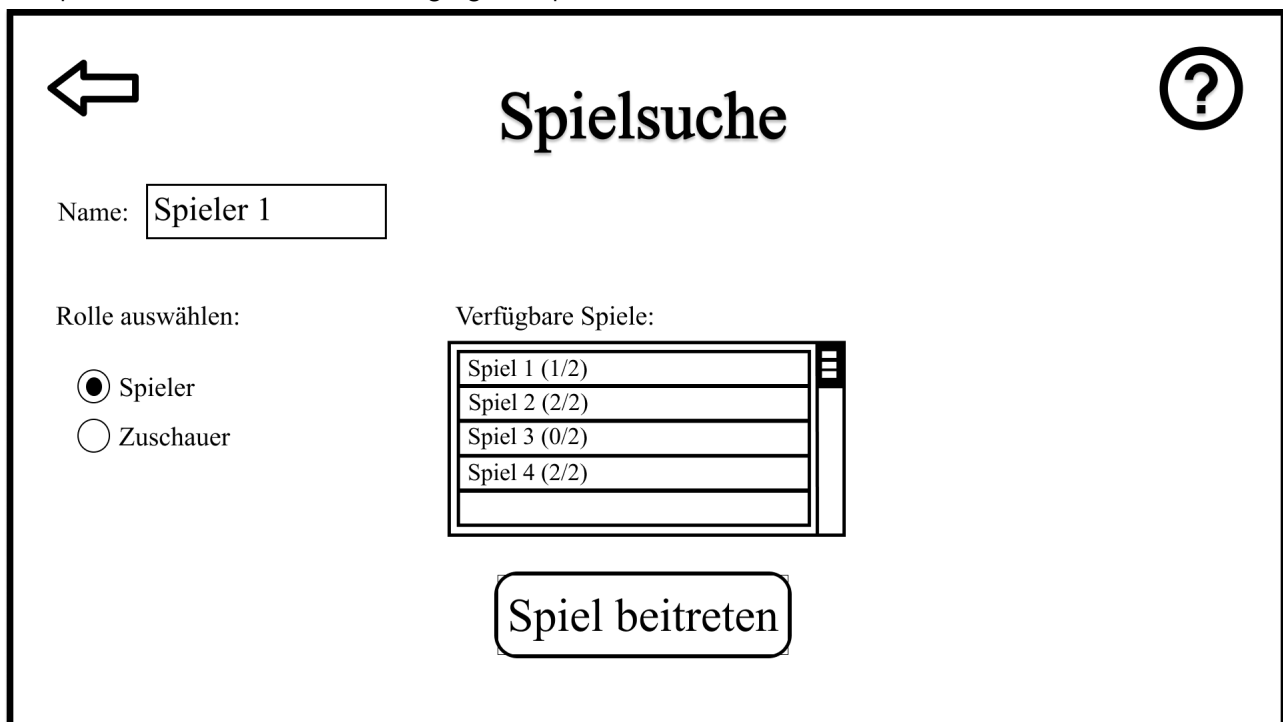 ?
Spielsuche
Name: Spieler 1
Rolle auswählen:
Verfügbare Spiele:
Spieler
Zuschauer
Spiel 1 (1/2)
Spiel 2 (2/2)
Spiel 3 (0/2)
Spiel 4 (2/2)
Spiel beitreten